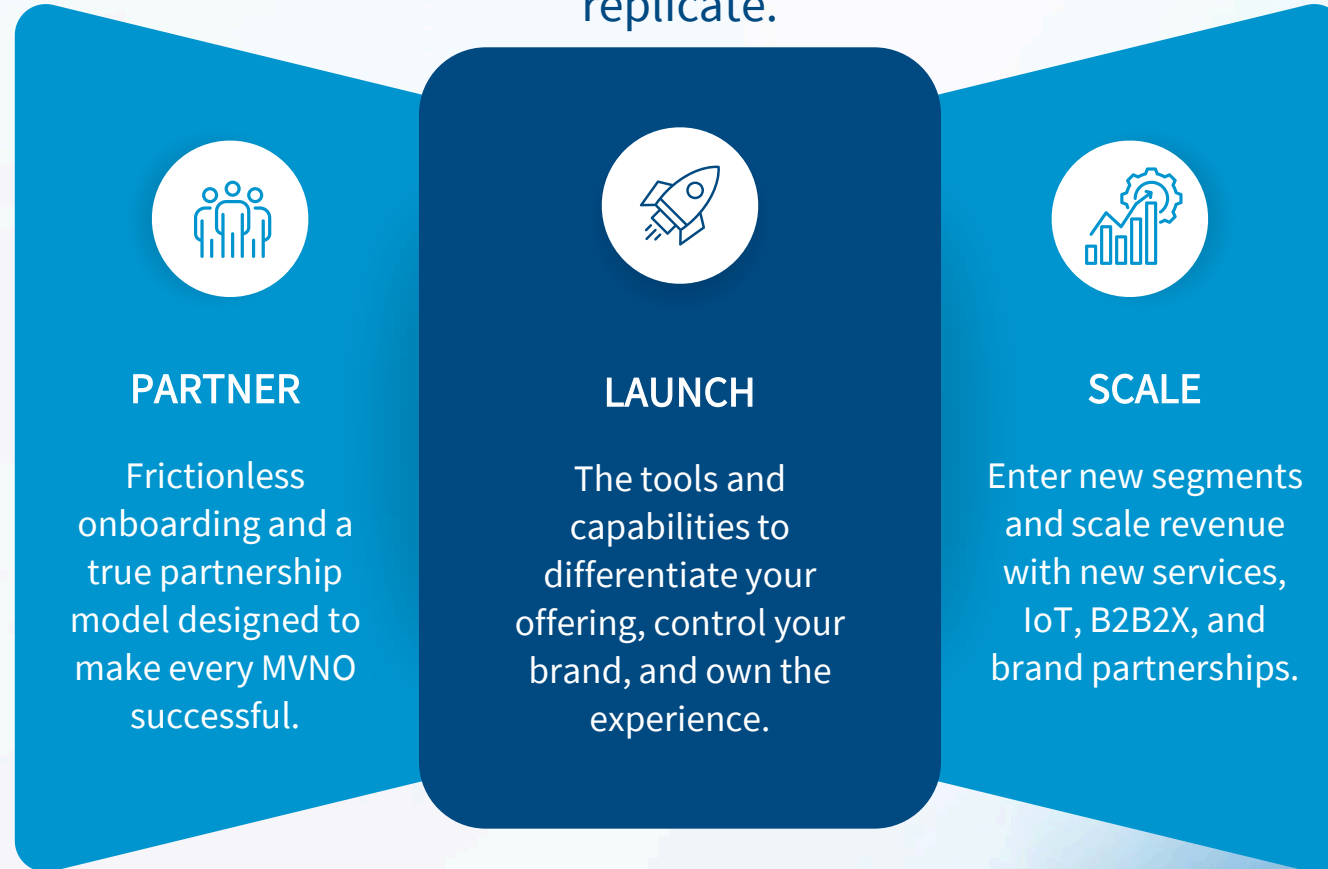 replicate.
PARTNER
Frictionless
onboarding and a
true partnership
model designed to
make every MVNO
successful.
LAUNCH
The tools and
capabilities to
differentiate your
offering, control your
brand, and own the
experience.
SCALE
Enter new segments
and scale revenue
with new services,
IoT, B2B2X, and
brand partnerships.